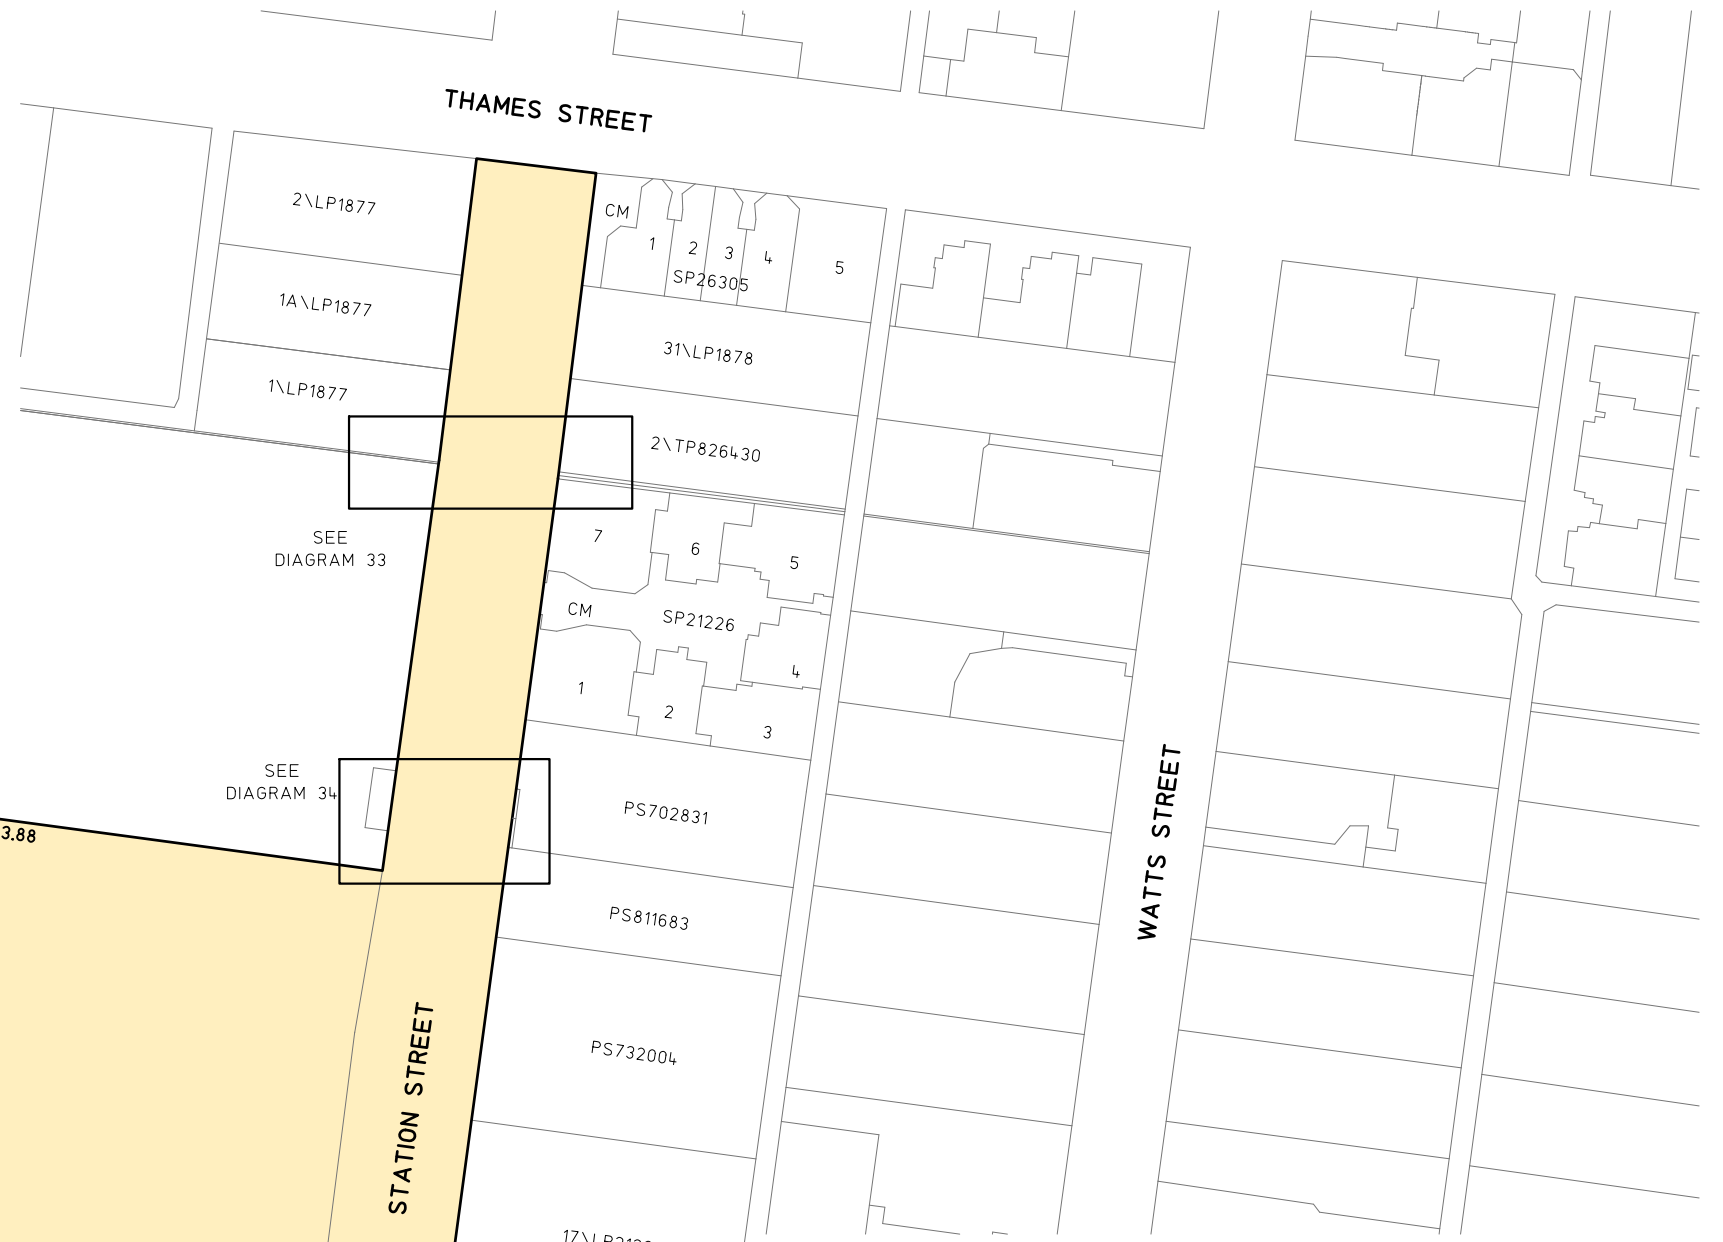 THAMES STREET
2\LP1877
CM
1
2
3
4
5
SP26305
1A\LP1877
31\LP1878
1\LP1877
2\TP826430
SEE
DIAGRAM 33
7
6
5
CM
SP21226
4
1
2
3
SEE
DIAGRAM 34
PS702831
3.88
WATTS STREET
PS811683
PS732004
STATION STREET